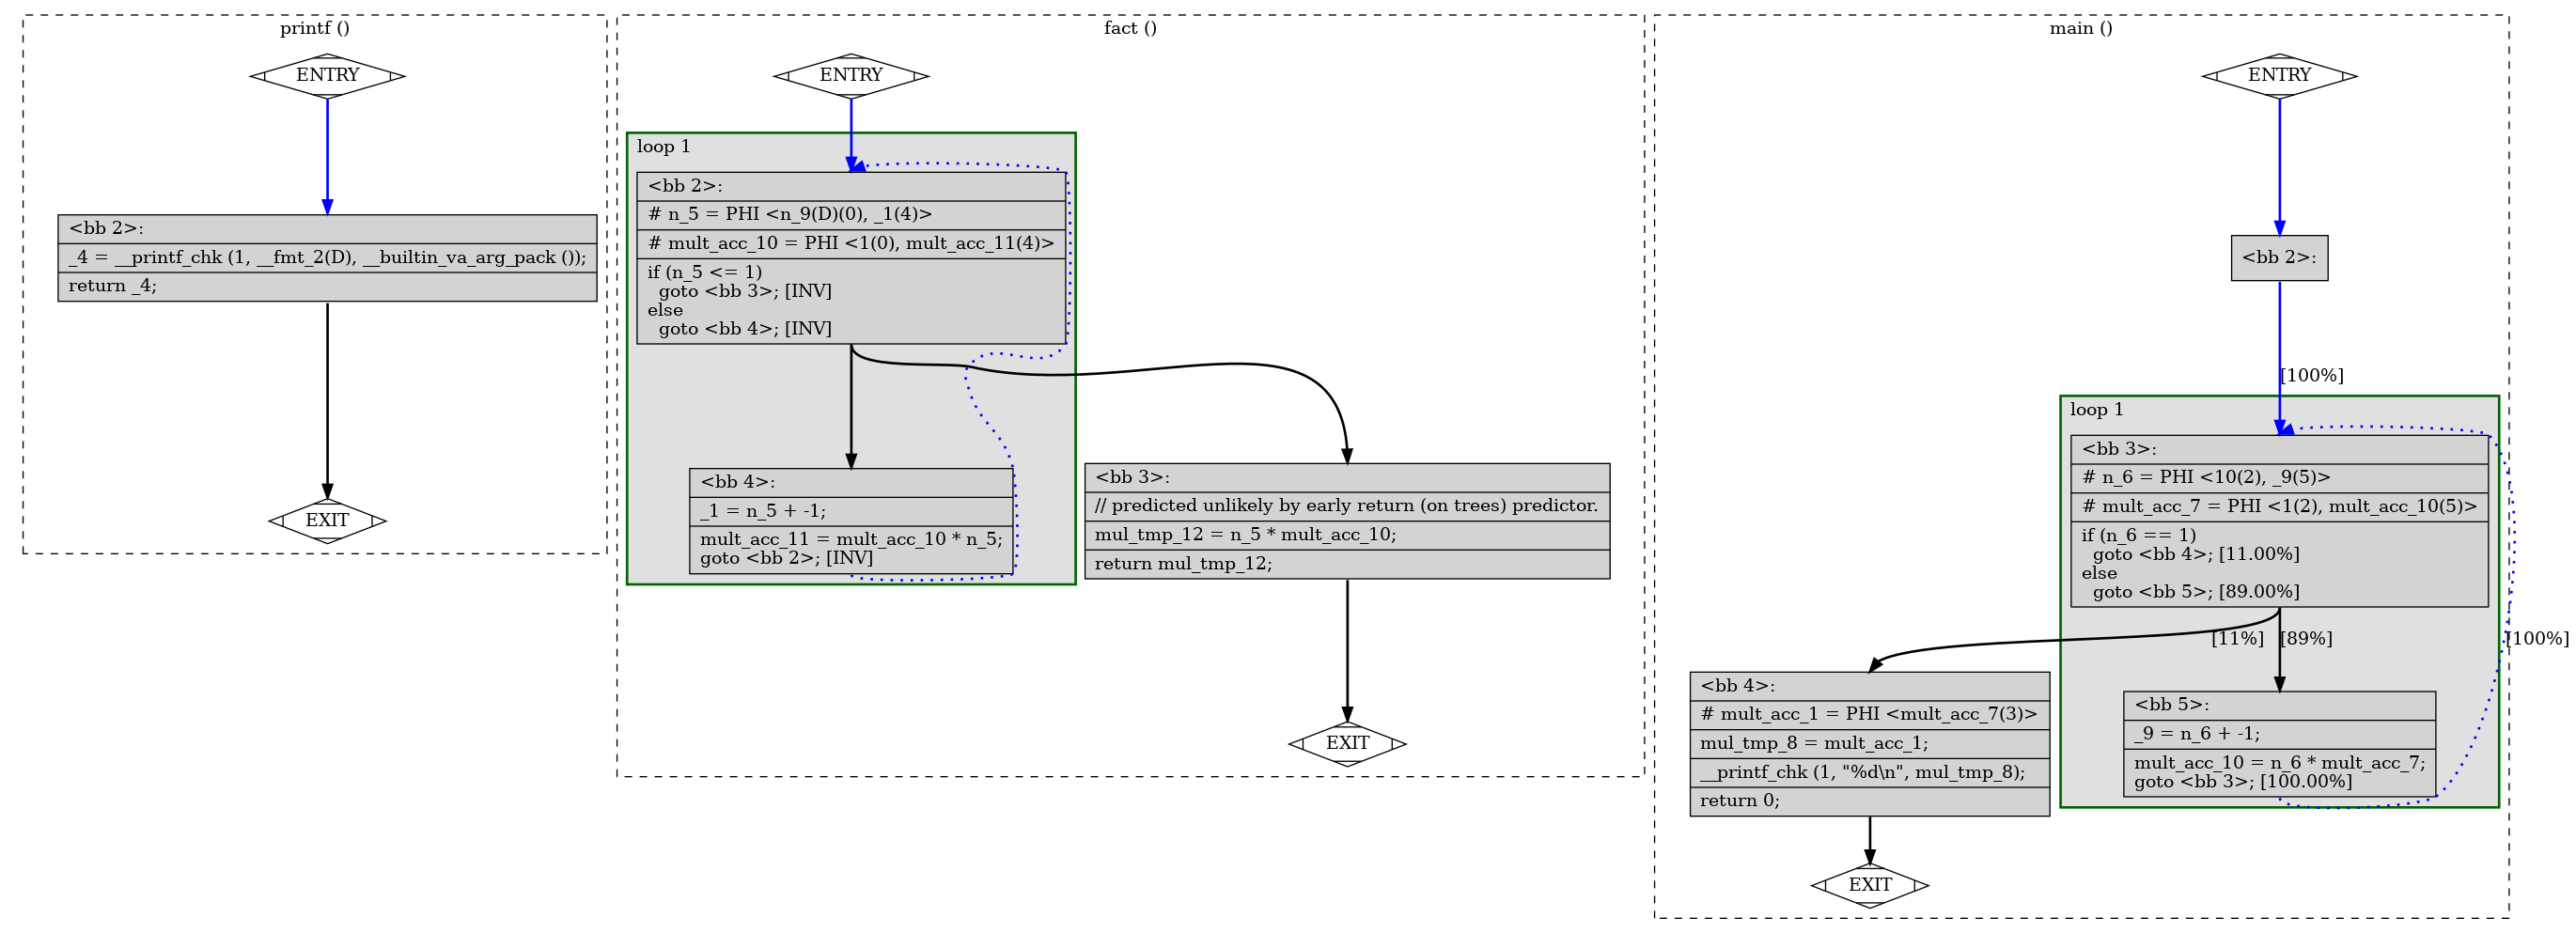 printf ()
ENTRY
<bb 2>:
_4 = __printf_chk (1, __fmt_2(D), __builtin_va_arg_pack ());
return _4;
EXIT
fact ()
ENTRY
loop 1
<bb 2>:
# n_5 = PHI <n_9(D)(0), _1(4)>
# mult_acc_10 = PHI <1(0), mult_acc_11(4)>
if (n_5 <= 1)
  goto <bb 3>; [INV]
else
  goto <bb 4>; [INV]
<bb 4>:
_1 = n_5 + -1;
mult_acc_11 = mult_acc_10 * n_5;
goto <bb 2>; [INV]
<bb 3>:
// predicted unlikely by early return (on trees) predictor.
mul_tmp_12 = n_5 * mult_acc_10;
return mul_tmp_12;
EXIT
main ()
ENTRY
<bb 2>:
[100%]
loop 1
<bb 3>:
# n_6 = PHI <10(2), _9(5)>
# mult_acc_7 = PHI <1(2), mult_acc_10(5)>
if (n_6 == 1)
  goto <bb 4>; [11.00%]
else
  goto <bb 5>; [89.00%]
[11%]
[89%]
[100%]
<bb 4>:
# mult_acc_1 = PHI <mult_acc_7(3)>
mul_tmp_8 = mult_acc_1;
__printf_chk (1, "%d\n", mul_tmp_8);
return 0;
<bb 5>:
_9 = n_6 + -1;
mult_acc_10 = n_6 * mult_acc_7;
goto <bb 3>; [100.00%]
EXIT